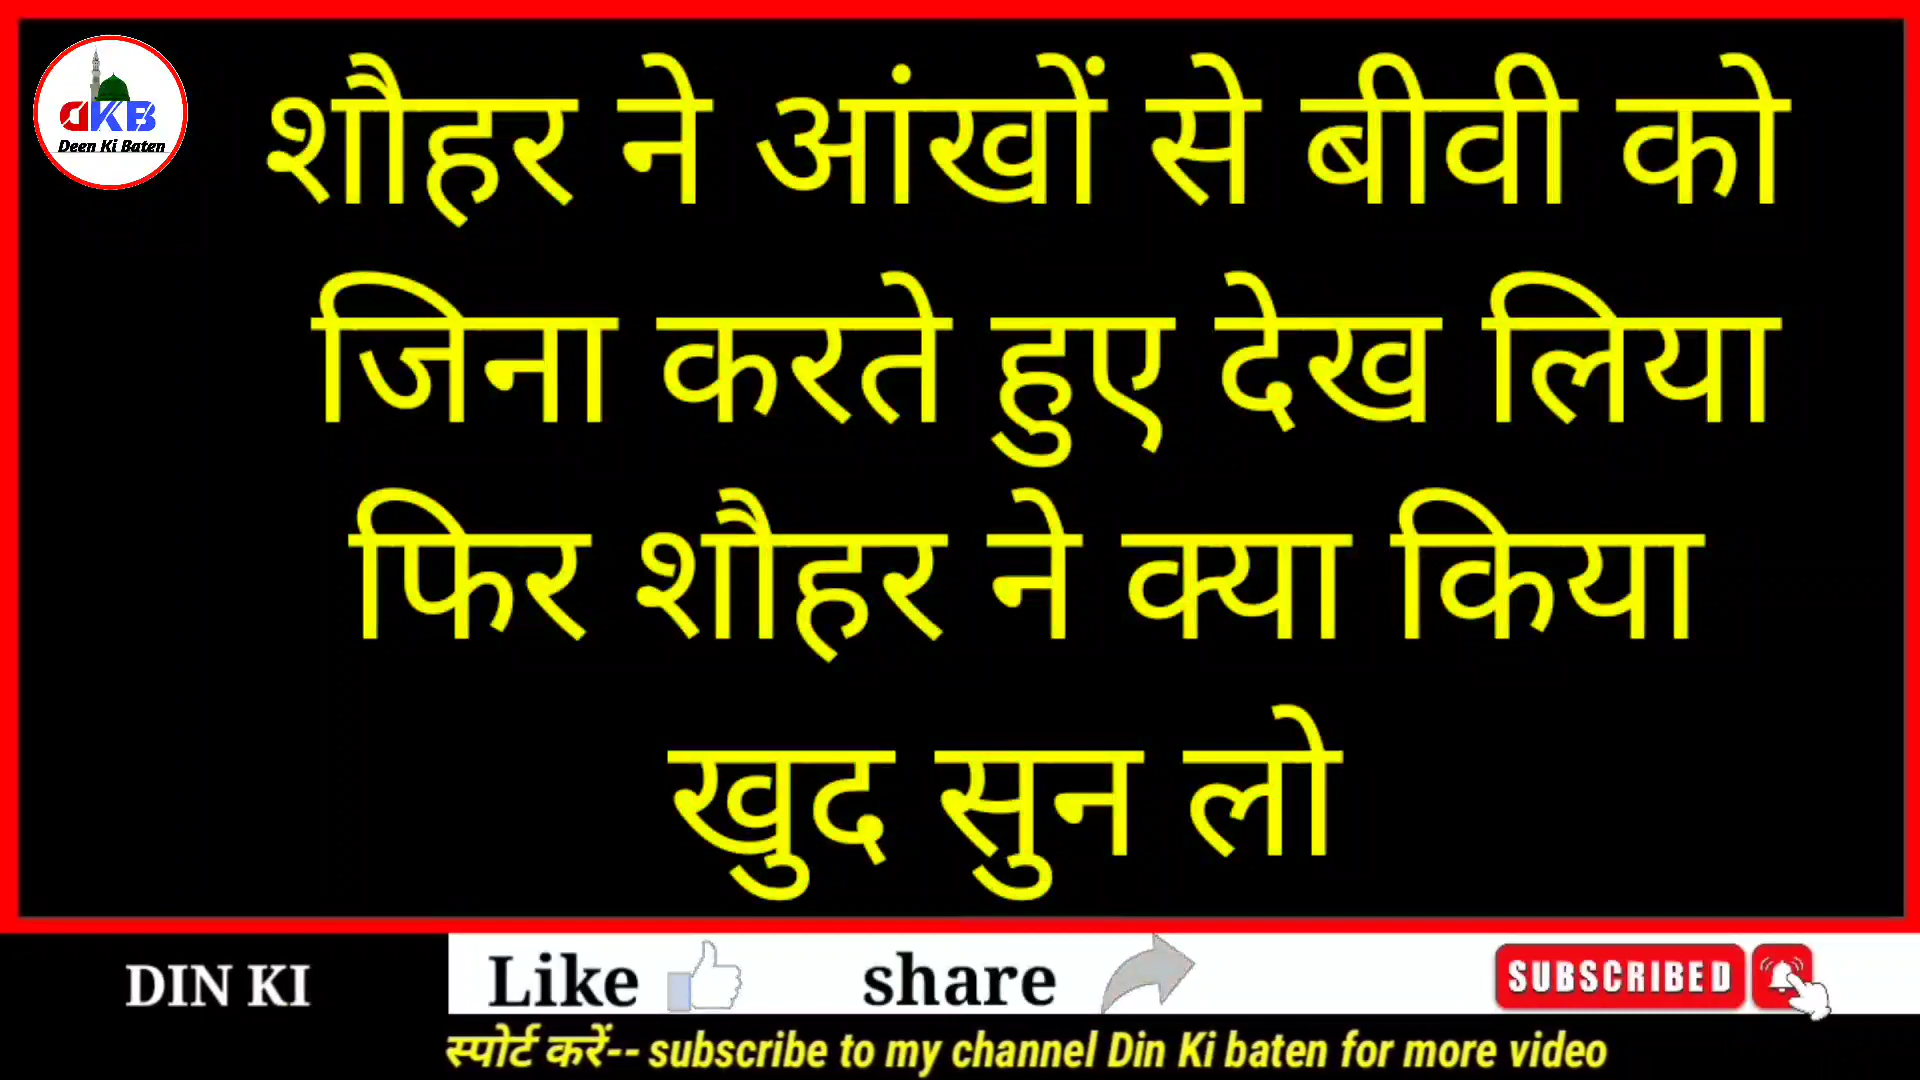 DKB
Deen Ki Baten
शौहर ने आंखों से बीवी को
जिना करते हुए देख लिया
फिर शौहर ने क्या किया
खुद सुन लो
DIN KI
Like
share
SUBSCRIBED
स्पोर्ट करें-- subscribe to my channel Din Ki baten for more video